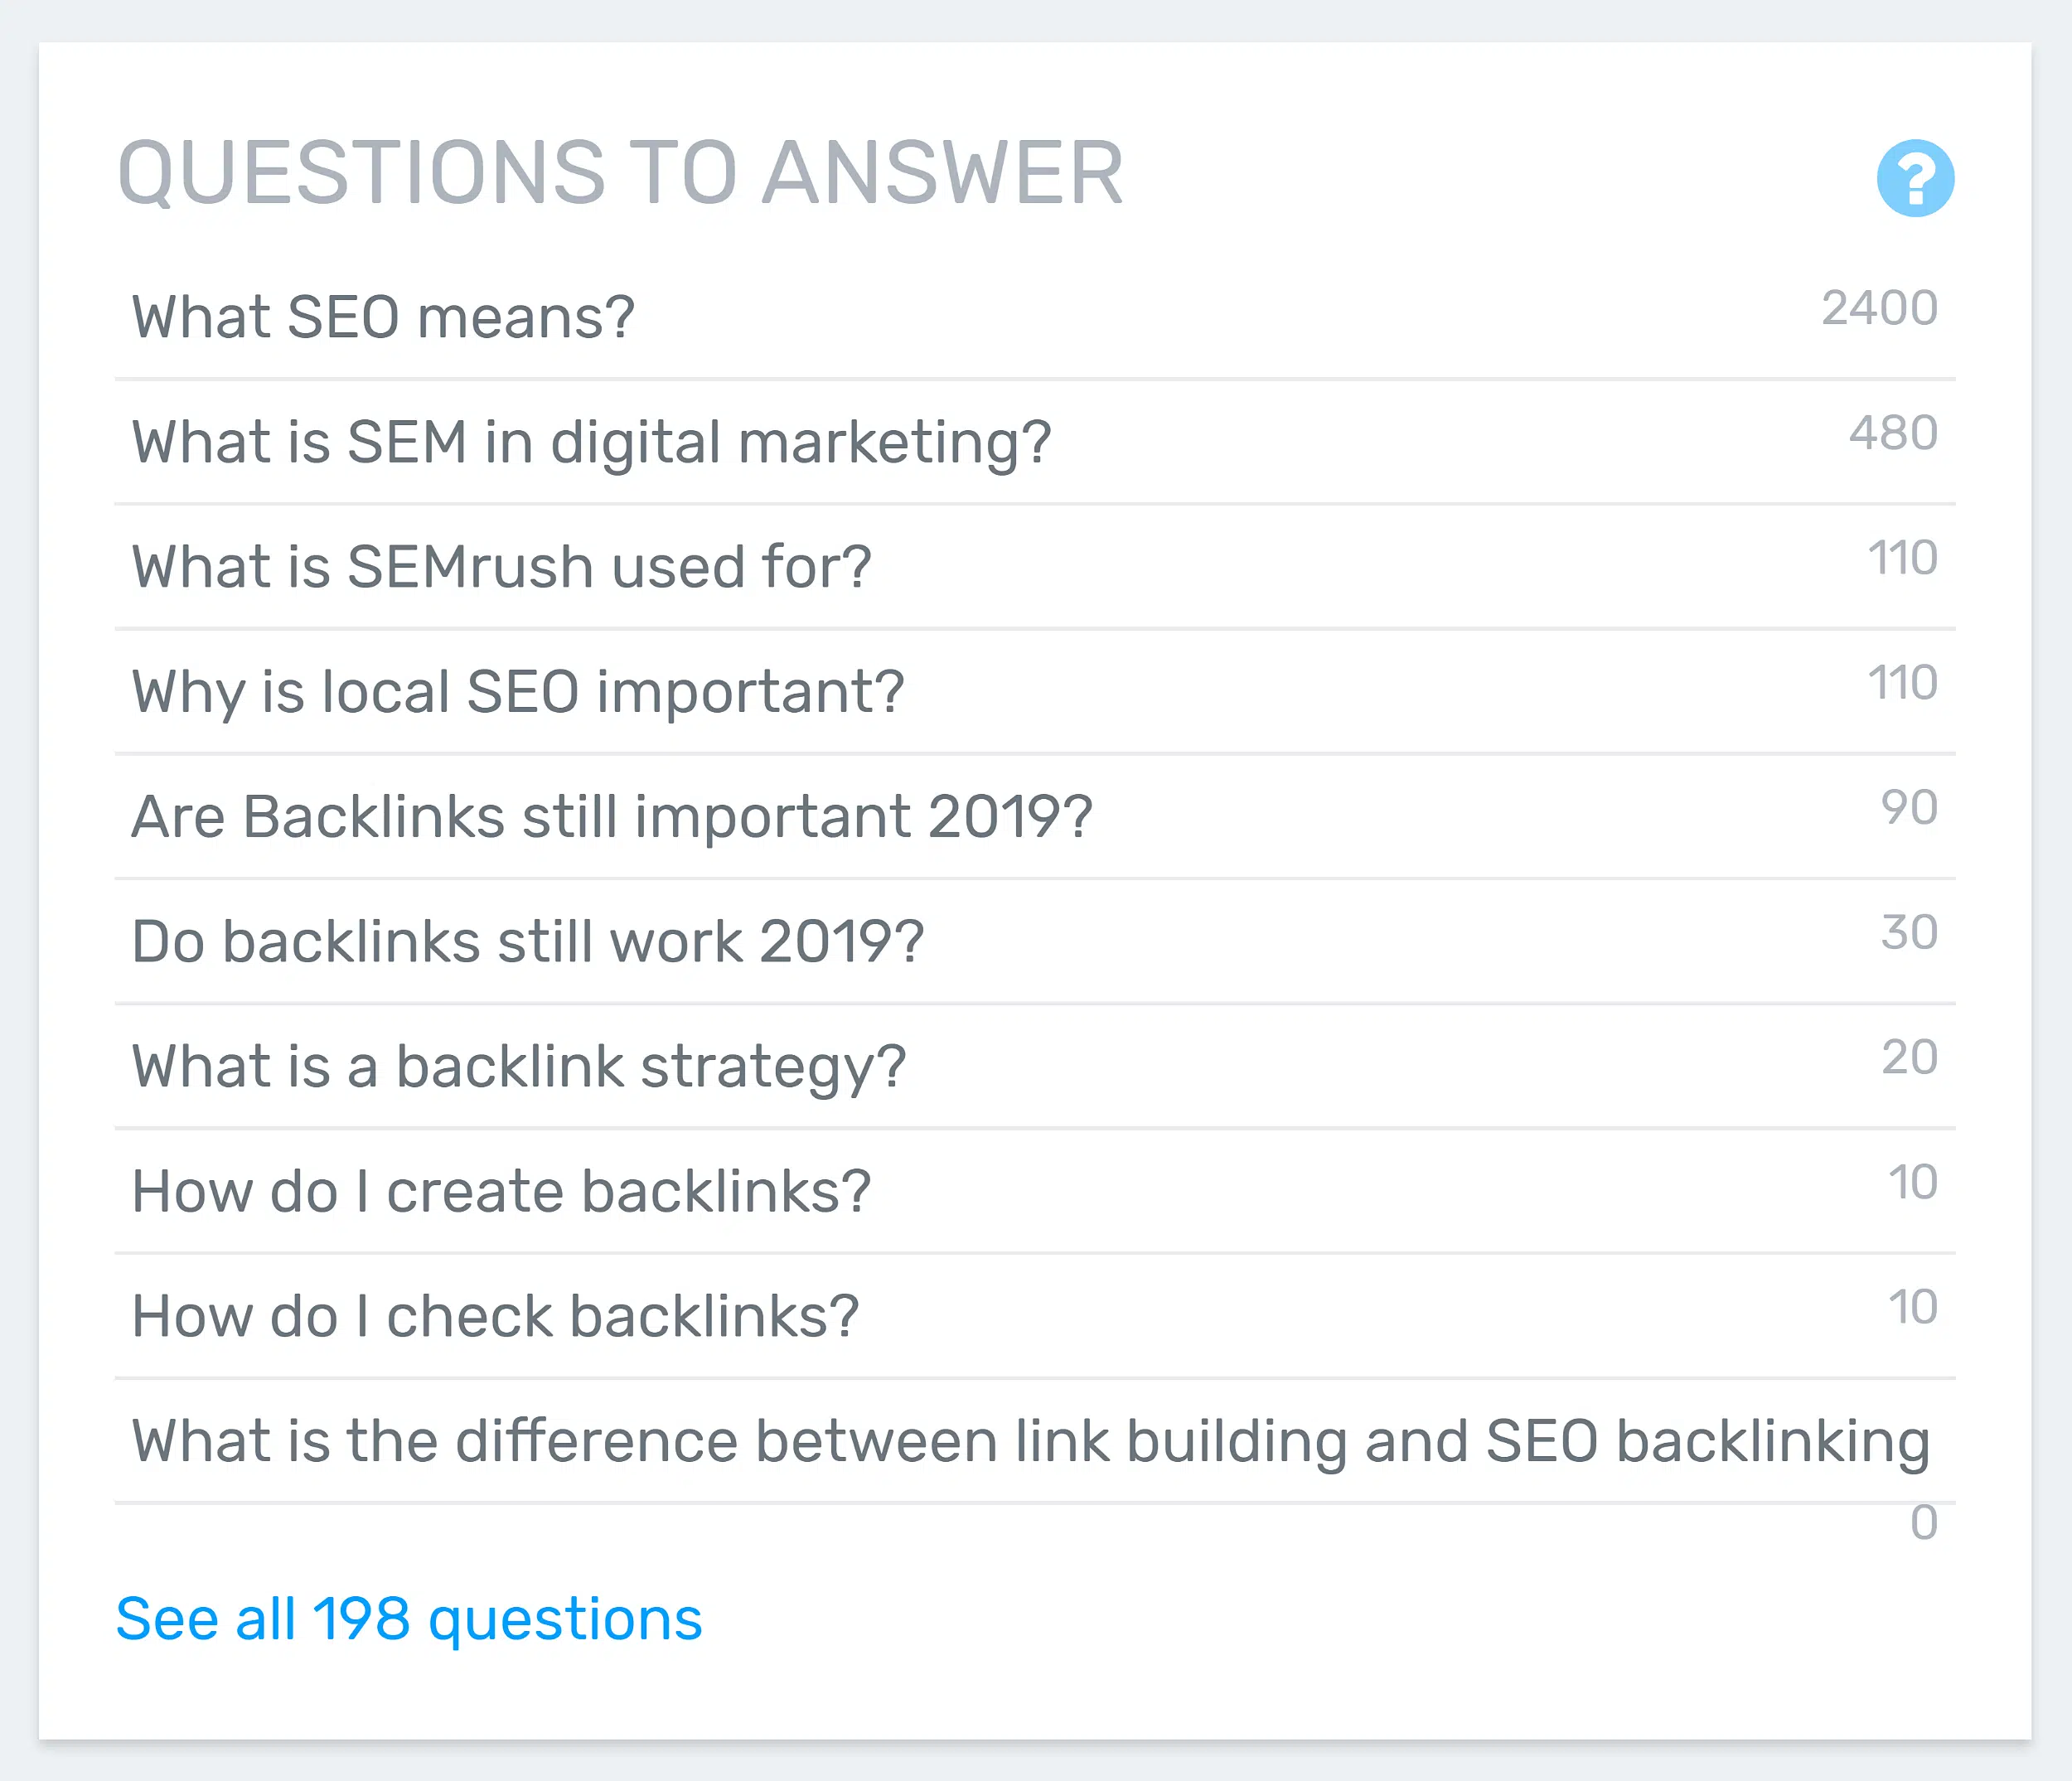 QUESTIONS TO ANSWER
What SEO means? 2400
What is SEM in digital marketing? 480
What is SEMrush used for? 110
Why is local SEO important? 110
Are Backlinks still important 2019? 90
Do backlinks still work 2019? 30
What is a backlink strategy? 20
How do I create backlinks? 10
How do I check backlinks? 10
What is the difference between link building and SEO backlinking
0
See all 198 questions